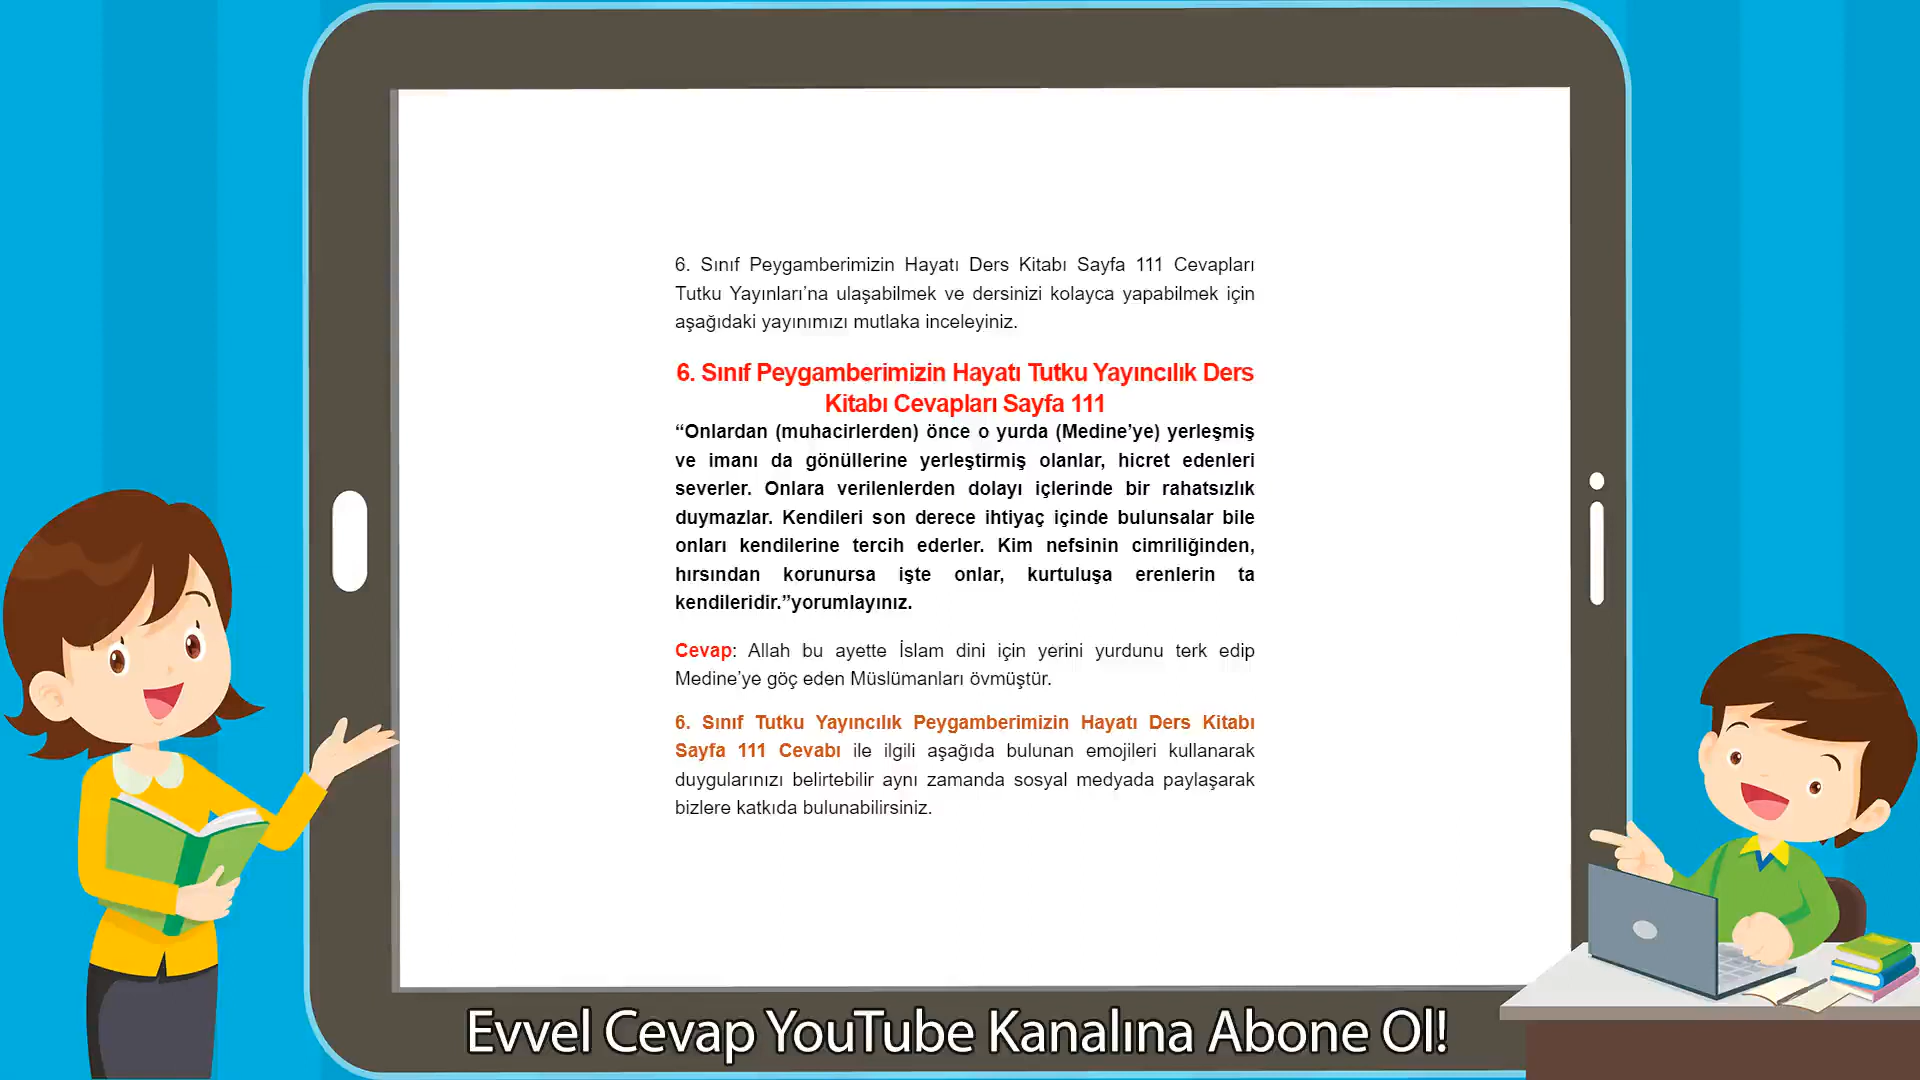 6. Sınıf Peygamberimizin Hayatı Ders Kitabı Sayfa 111 Cevapları
Tutku Yayınları’na ulaşabilmek ve dersinizi kolayca yapabilmek için
aşağıdaki yayınımızı mutlaka inceleyiniz.
6. Sınıf Peygamberimizin Hayatı Tutku Yayıncılık Ders
Kitabı Cevapları Sayfa 111
“Onlardan (muhacirlerden) önce o yurda (Medine’ye) yerleşmiş
ve imanı da gönüllerine yerleştirmiş olanlar, hicret edenleri
severler. Onlara verilenlerden dolayı içlerinde bir rahatsızlık
duymazlar. Kendileri son derece ihtiyaç içinde bulunsalar bile
onları kendilerine tercih ederler. Kim nefsinin cimriliğinden,
hırsından korunursa işte onlar, kurtuluşa erenlerin ta
kendileridir.”yorumlayınız.
Cevap: Allah bu ayette İslam dini için yerini yurdunu terk edip
Medine’ye göç eden Müslümanları övmüştür.
6. Sınıf Tutku Yayıncılık Peygamberimizin Hayatı Ders Kitabı
Sayfa 111 Cevabı ile ilgili aşağıda bulunan emojileri kullanarak
duygularınızı belirtebilir aynı zamanda sosyal medyada paylaşarak
bizlere katkıda bulunabilirsiniz.
Evvel Cevap YouTube Kanalına Abone Ol!